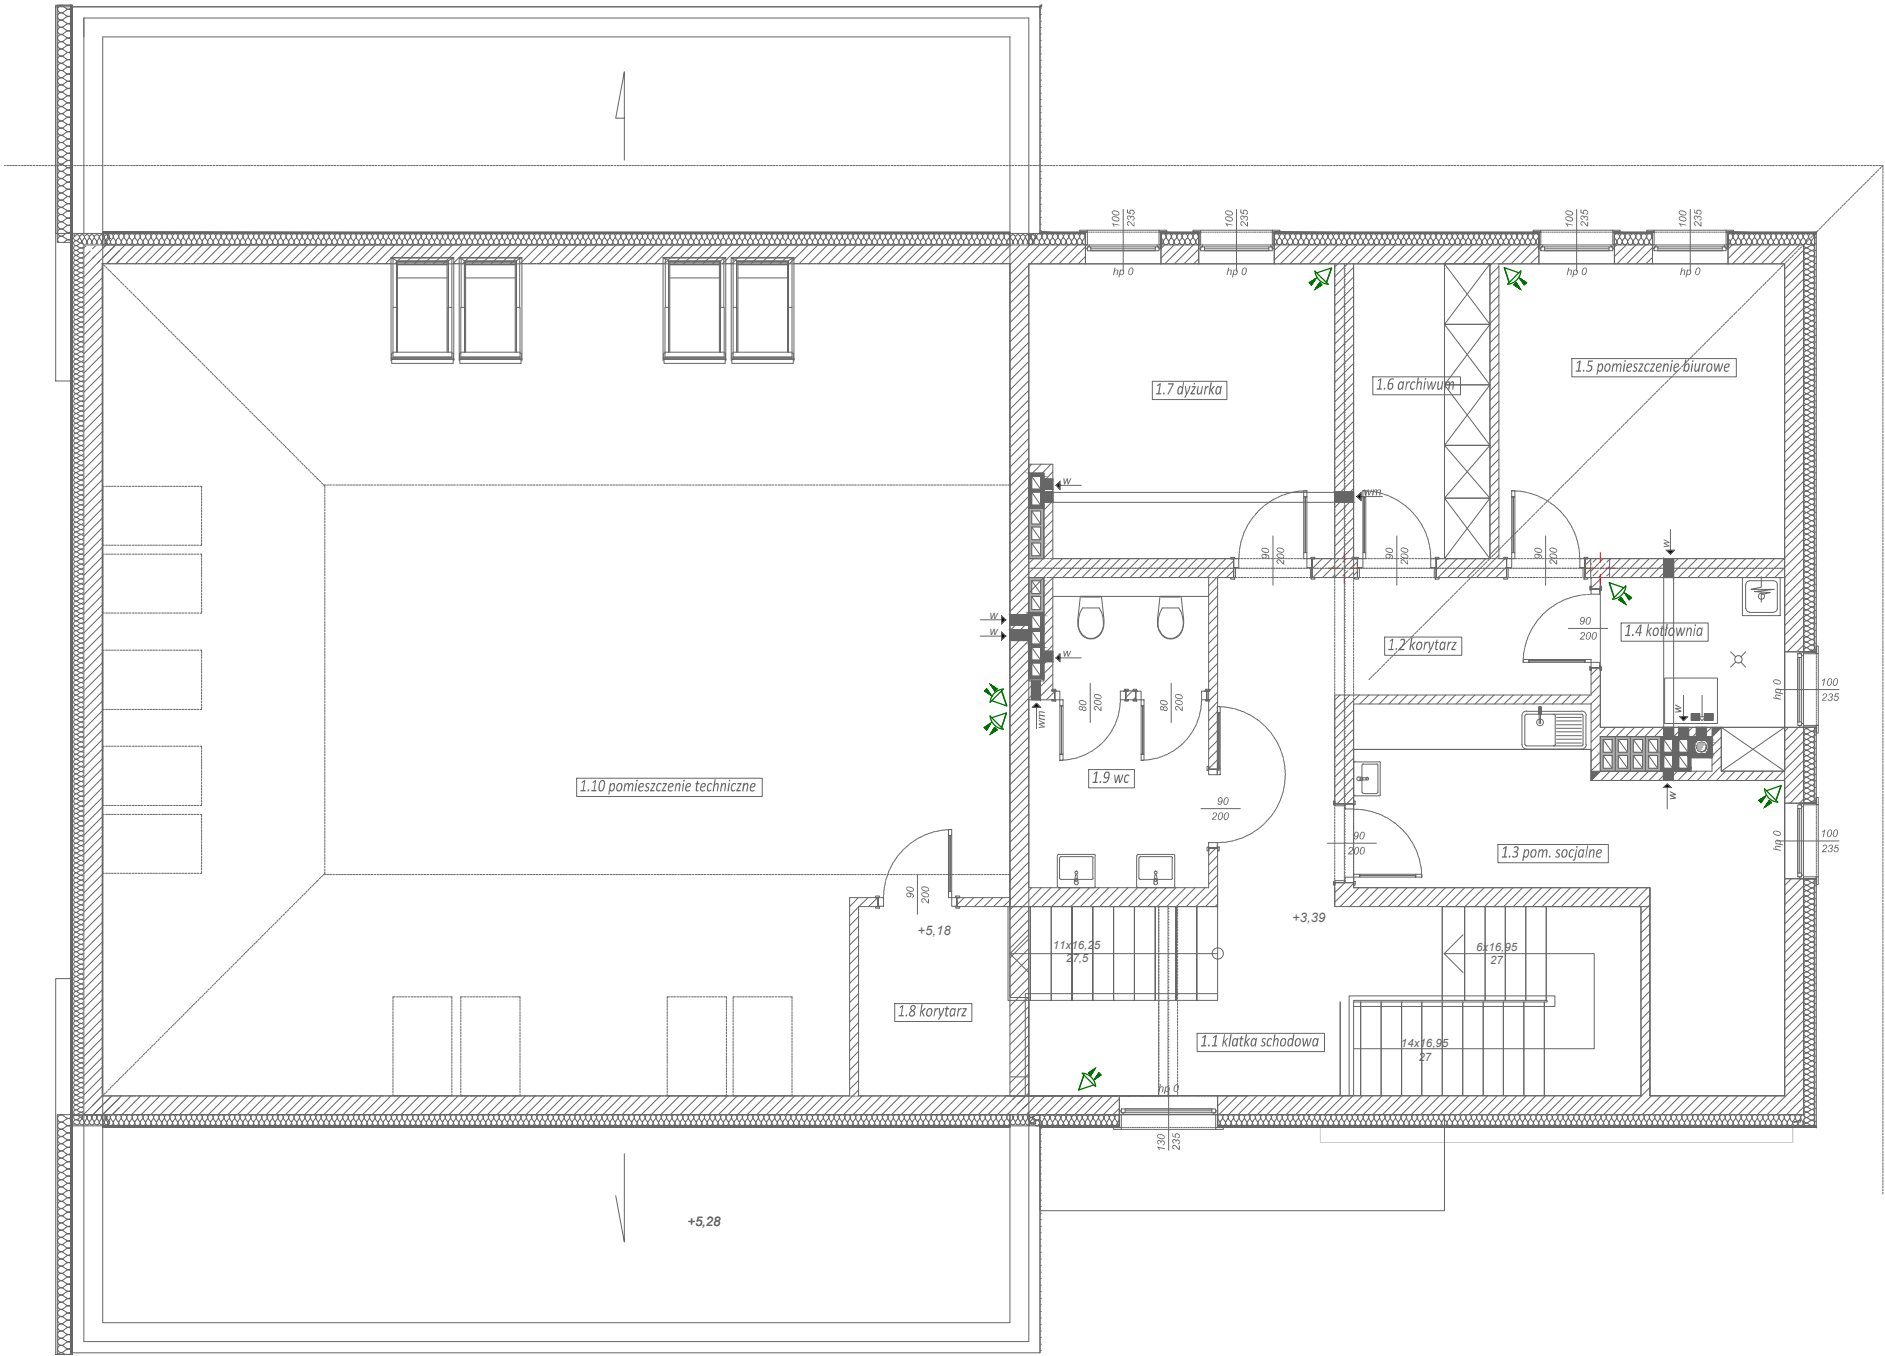 100
235
100
235
100
235
100
235
hp 0
hp 0
hp 0
hp 0
1.5 pomieszczenie biurowe
1.6 archiwum
1.7 dyżurka
w
wm
90
200
90
200
90
200
w
w
w
w
90
200
1.4 kotłownia
1.2 korytarz
80
200
80
200
wm
w
hp 0
100
235
1.10 pomieszczenie techniczne
1.9 wc
90
200
w
90
200
1.3 pom. socjalne
hp 0
100
235
90
200
+5,18
+3,39
11x16,25
27,5
6x16,95
27
1.8 korytarz
1.1 klatka schodowa
14x16,95
27
hp 0
130
235
+5,28